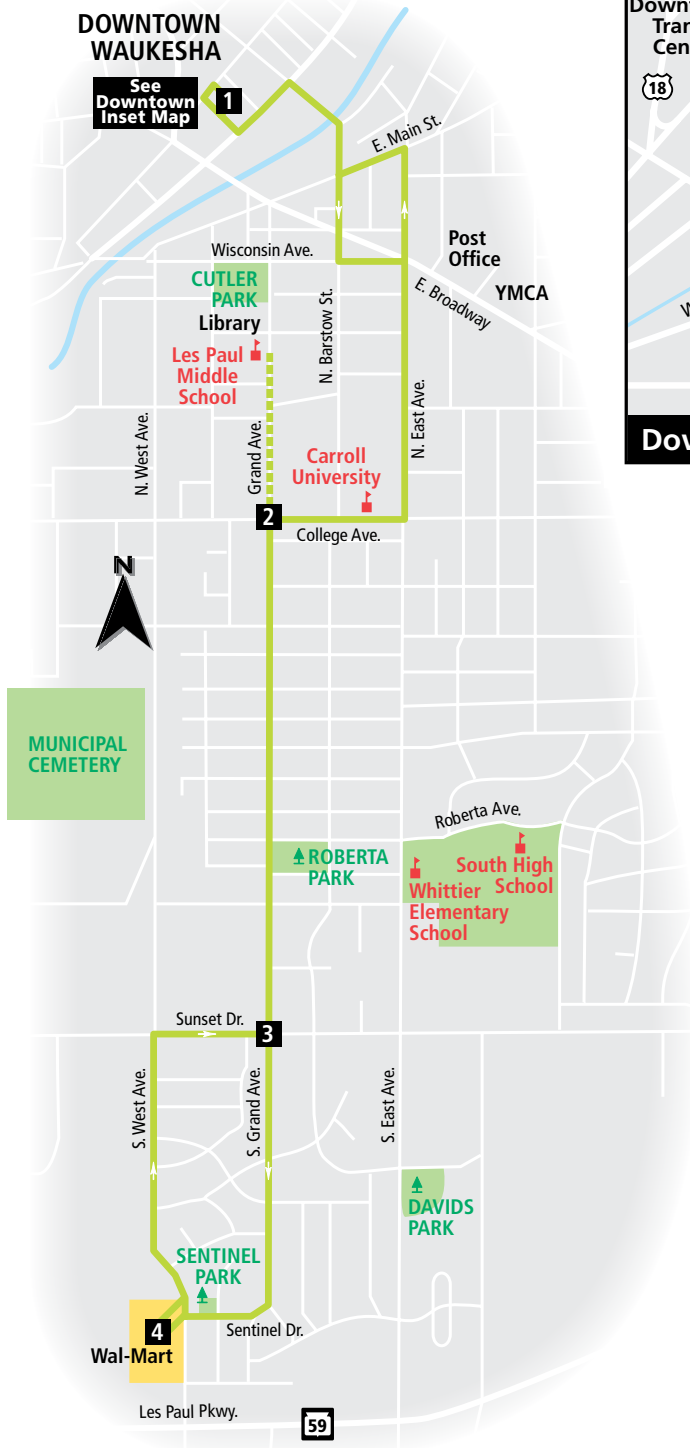 DOWNTOWN
WAUKESHA
See
Downtown
Inset Map
1
18
E. Main St.
Wisconsin Ave.
Post
Office
CUTLER
PARK
E. Broadway
YMCA
Library
N. Barstow St.
Les Paul
Middle
School
N. West Ave.
Grand Ave.
N. East Ave.
Carroll
University
2
College Ave.
N
MUNICIPAL
CEMETERY
Roberta Ave.
ROBERTA
PARK
South High
School
Whittier
Elementary
School
Sunset Dr.
3
S. West Ave.
S. Grand Ave.
S. East Ave.
DAVIDS
PARK
SENTINEL
PARK
4
Sentinel Dr.
Wal-Mart
Les Paul Pkwy.
59